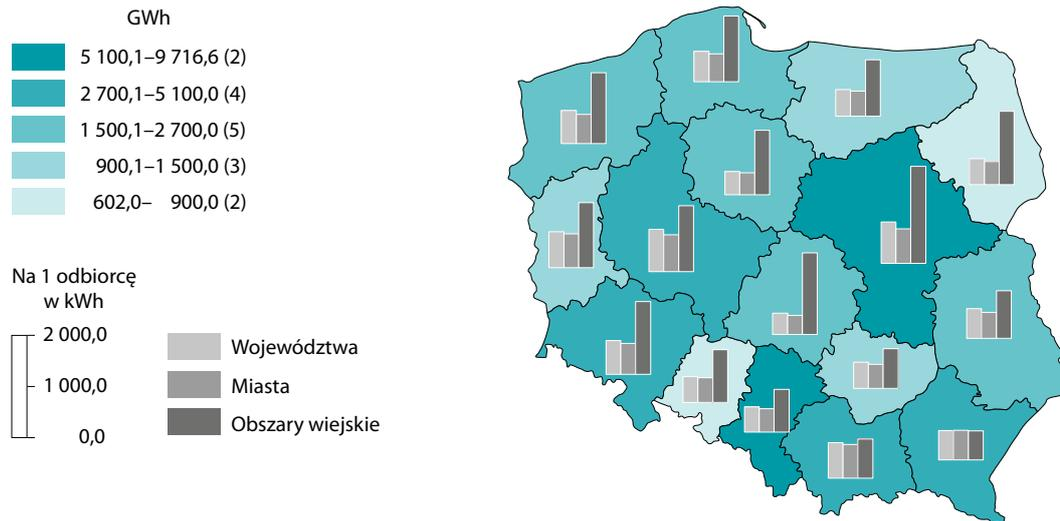 GWh
5 100,1–9 716,6 (2)
2 700,1–5 100,0 (4)
1 500,1–2 700,0 (5)
900,1–1 500,0 (3)
602,0– 900,0 (2)
Na 1 odbiorcę
w kWh
2 000,0
1 000,0
0,0
Województwa
Miasta
Obszary wiejskie